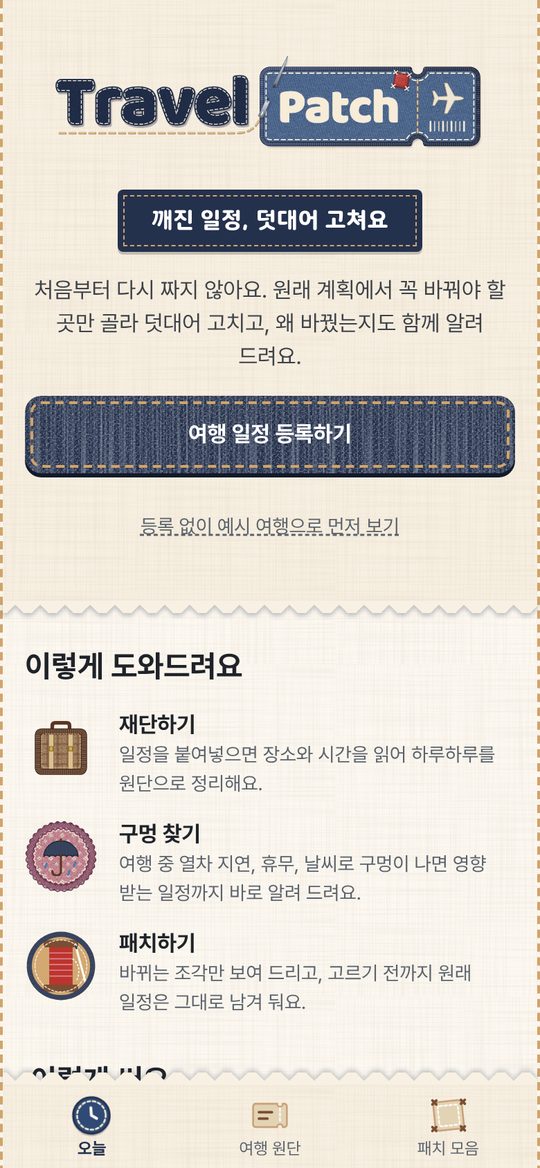 Travel Patch
깨진 일정, 덧대어 고쳐요
처음부터 다시 짜지 않아요. 원래 계획에서 꼭 바꿔야 할
곳만 골라 덧대어 고치고, 왜 바꿨는지도 함께 알려
드려요.
여행 일정 등록하기
등록 없이 예시 여행으로 먼저 보기
이렇게 도와드려요
재단하기
일정을 붙여넣으면 장소와 시간을 읽어 하루하루를
원단으로 정리해요.
구멍 찾기
여행 중 열차 지연, 휴무, 날씨로 구멍이 나면 영향
받는 일정까지 바로 알려 드려요.
패치하기
바뀌는 조각만 보여 드리고, 고르기 전까지 원래
일정은 그대로 남겨 둬요.
오늘
여행 원단
패치 모음